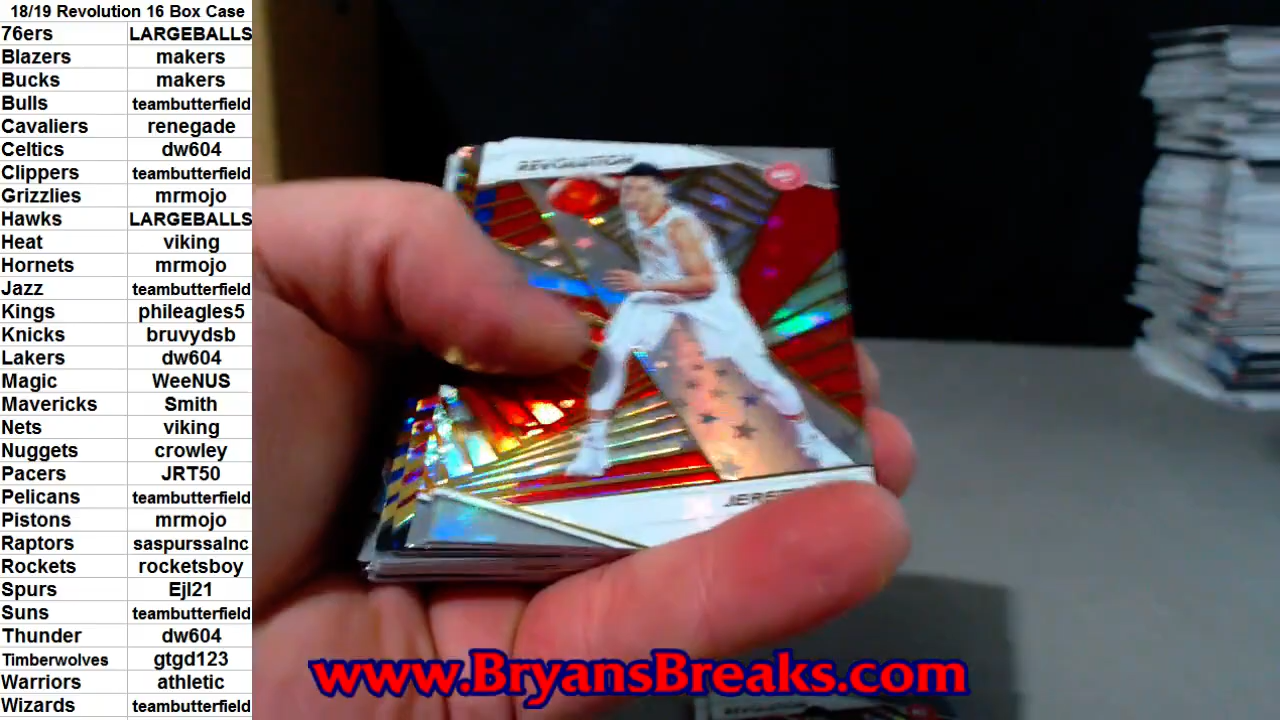 18/19 Revolution 16 Box Case
76ers LARGEBALLS
Blazers makers
Bucks makers
Bulls teambutterfield
Cavaliers renegade
Celtics dw604
Clippers teambutterfield
Grizzlies mrmojo
Hawks LARGEBALLS
Heat viking
Hornets mrmojo
Jazz teambutterfield
Kings phileagles5
Knicks bruvydsb
Lakers dw604
Magic WeeNUS
Mavericks Smith
Nets viking
Nuggets crowley
Pacers JRT50
Pelicans teambutterfield
Pistons mrmojo
Raptors saspurssalnc
Rockets rocketsboy
Spurs Ejl21
Suns teambutterfield
Thunder dw604
Timberwolves gtgd123
Warriors athletic
Wizards teambutterfield
REVOLUTION
www.BryansBreaks.com
REVOLUTION